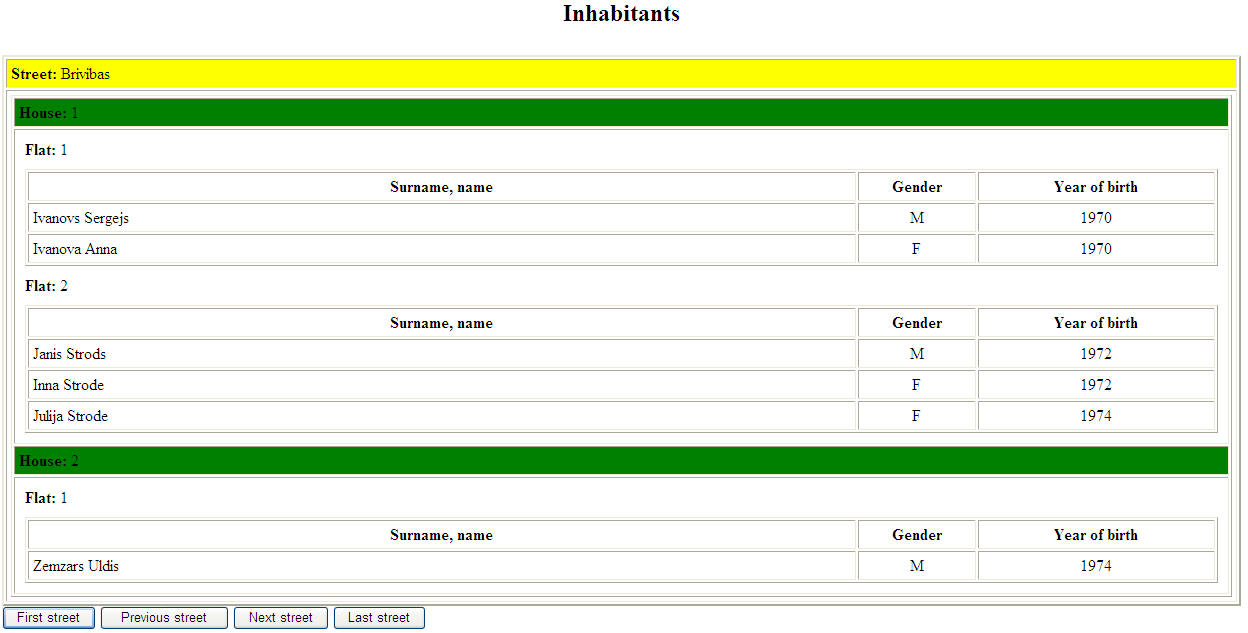 Inhabitants
Street: Brivibas
House: 1
Flat: 1
Surname, name Gender Year of birth
Ivanovs Sergejs M 1970
Ivanova Anna F 1970
Flat: 2
Surname, name Gender Year of birth
Janis Strods M 1972
Inna Strode F 1972
Julija Strode F 1974
House: 2
Flat: 1
Surname, name Gender Year of birth
Zemzars Uldis M 1974
First street Previous street Next street Last street